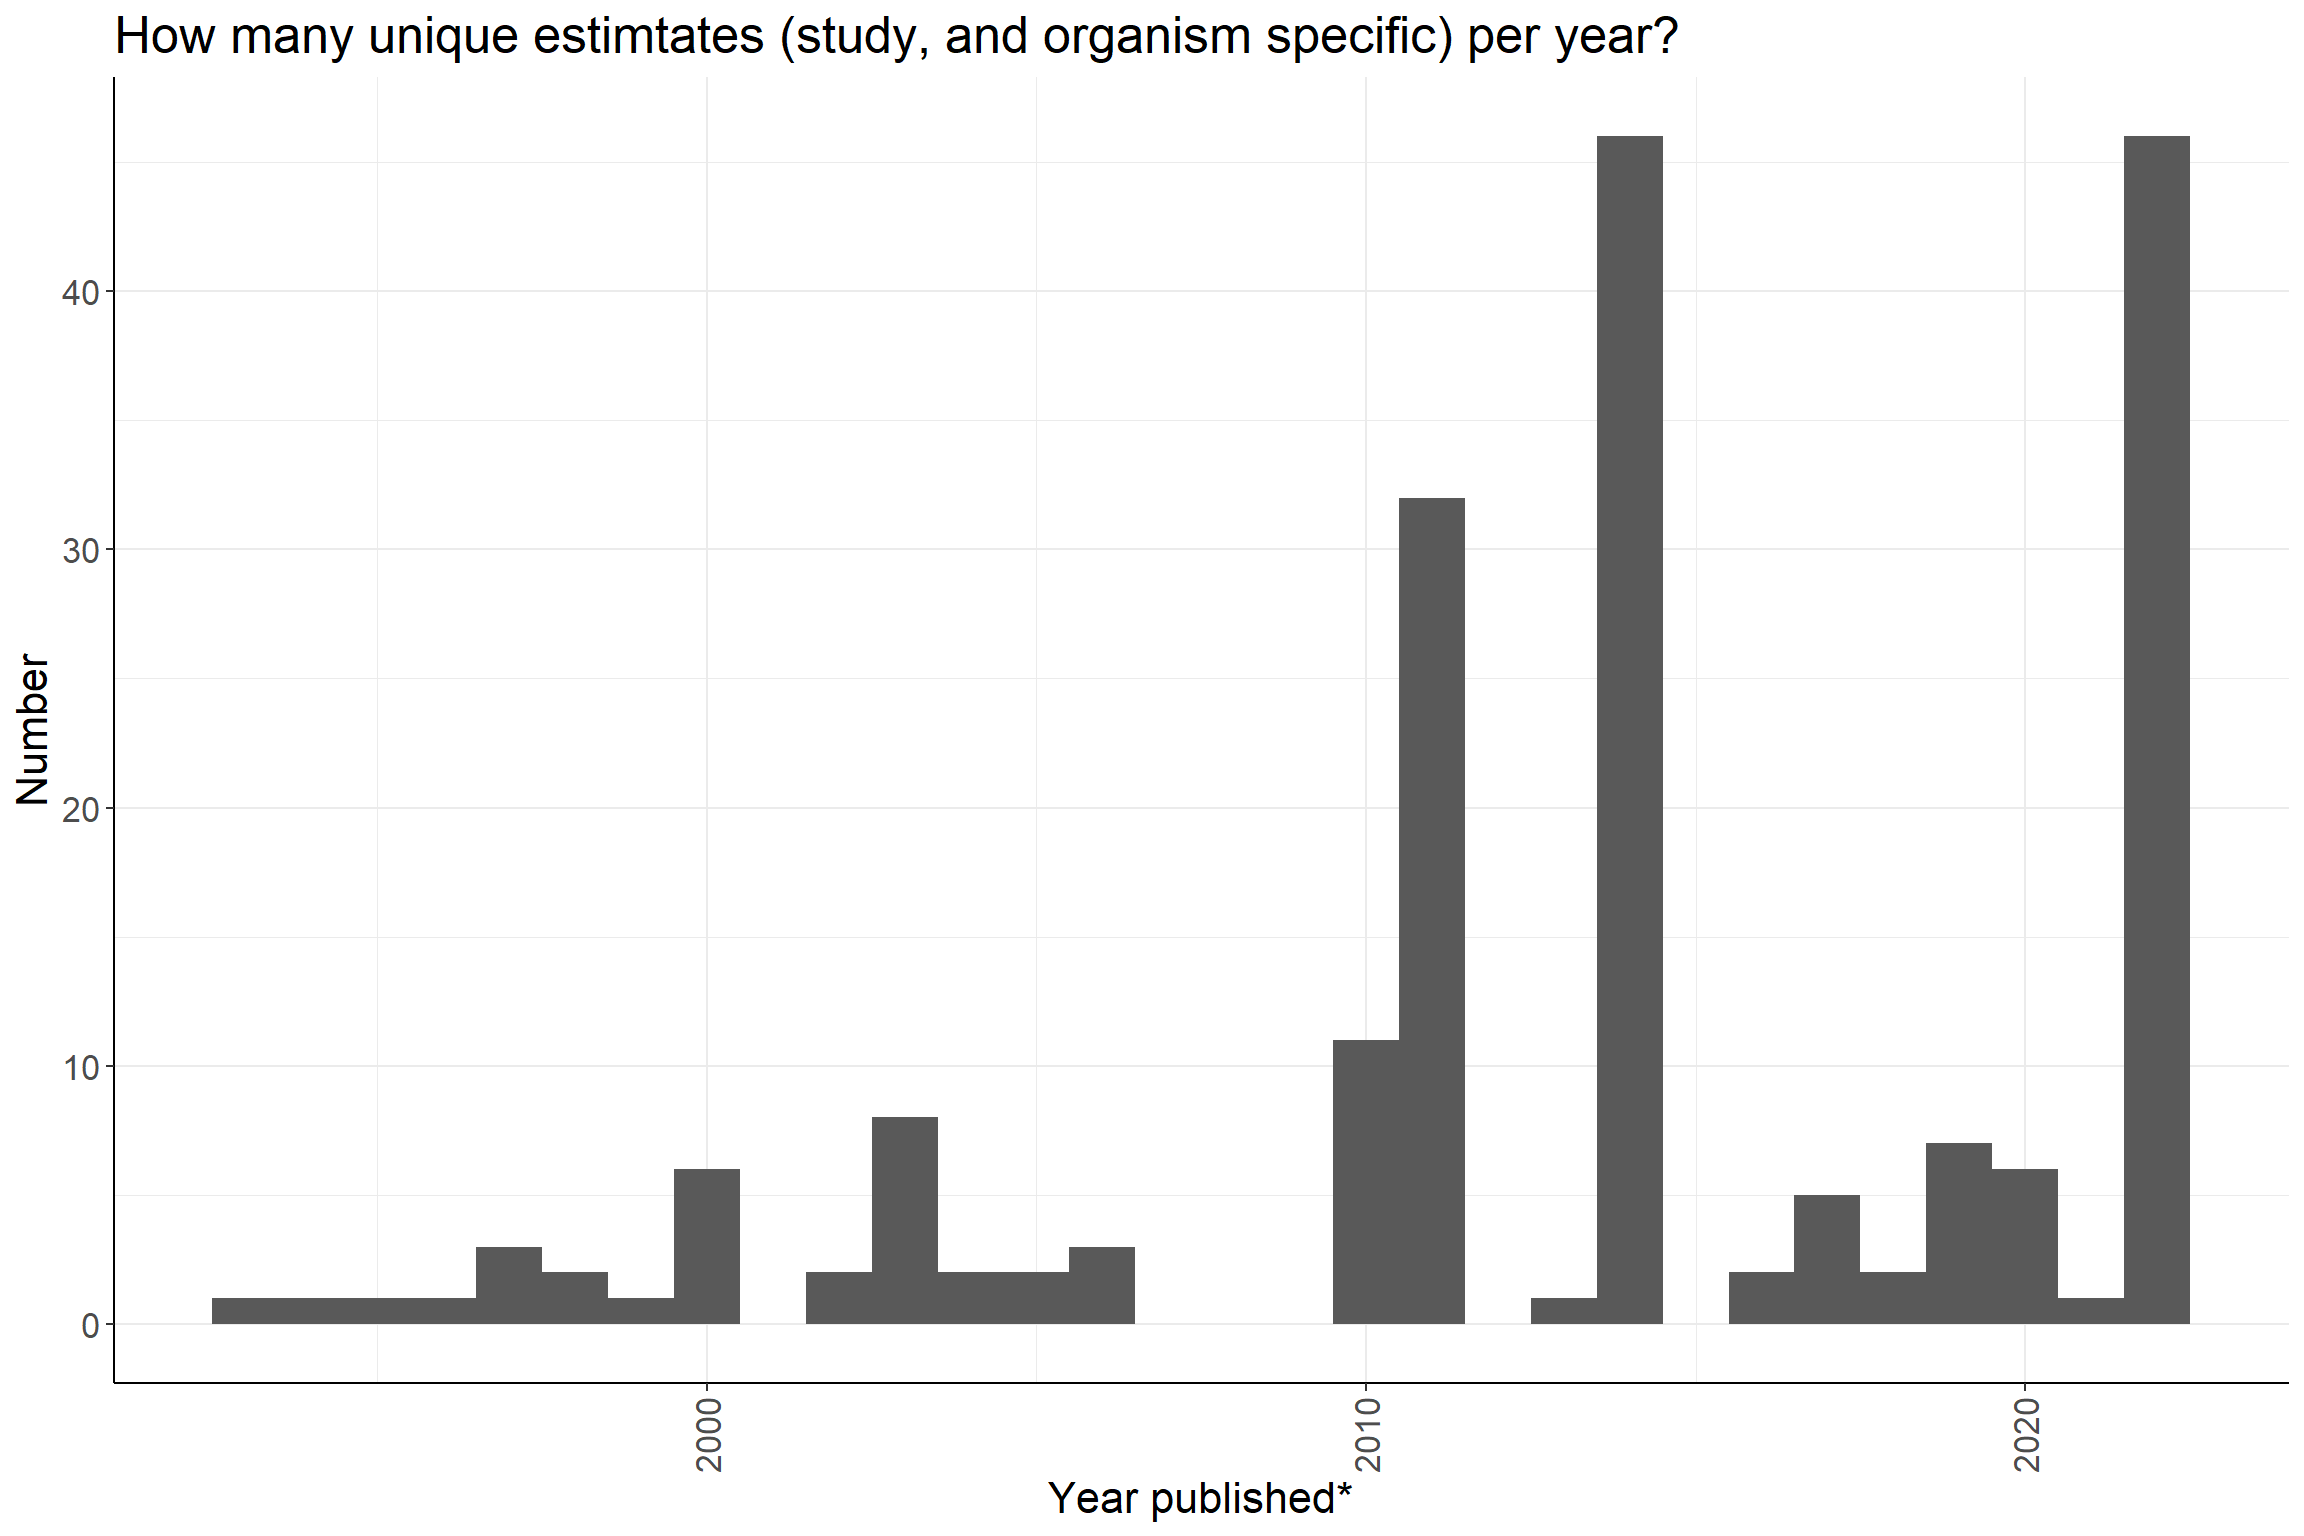 How many unique estimtates (study, and organism specific) per year?
Number
40
30
20
10
0
2000
2010
2020
Year published*